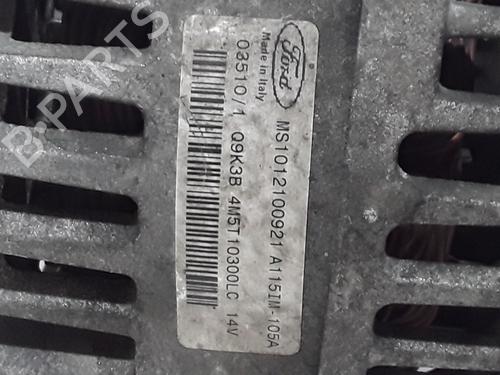 Ford
Made in Italy
MS1012100921 A115IM-105A
03510/1 Q9K3B 4M5T10300LC 14V
B-PARTS